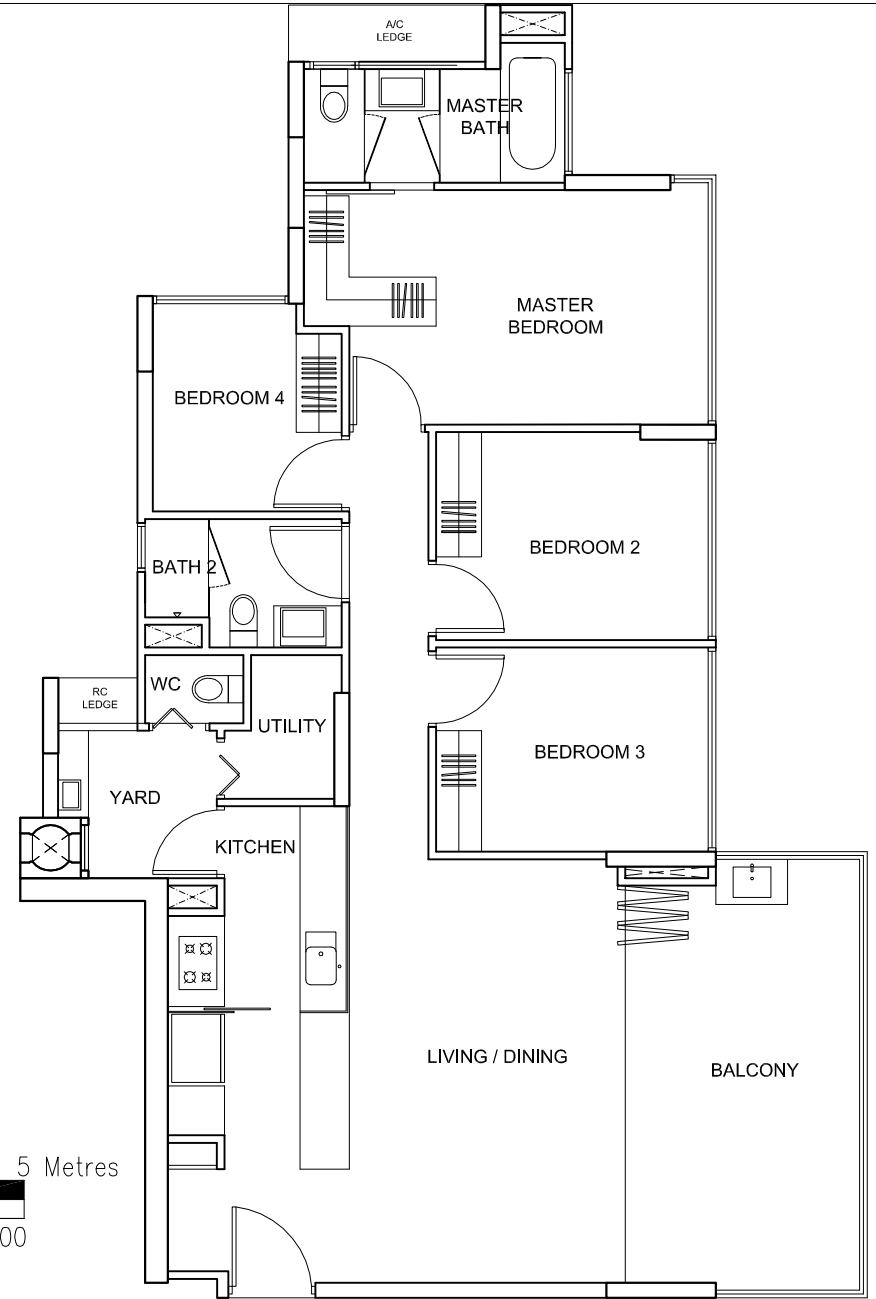 A/C
LEDGE
MASTER
BATH
MASTER
BEDROOM
BEDROOM 4
BEDROOM 2
BATH 2
WC
RC
LEDGE
UTILITY
BEDROOM 3
YARD
KITCHEN
LIVING / DINING
BALCONY
5 Metres
00